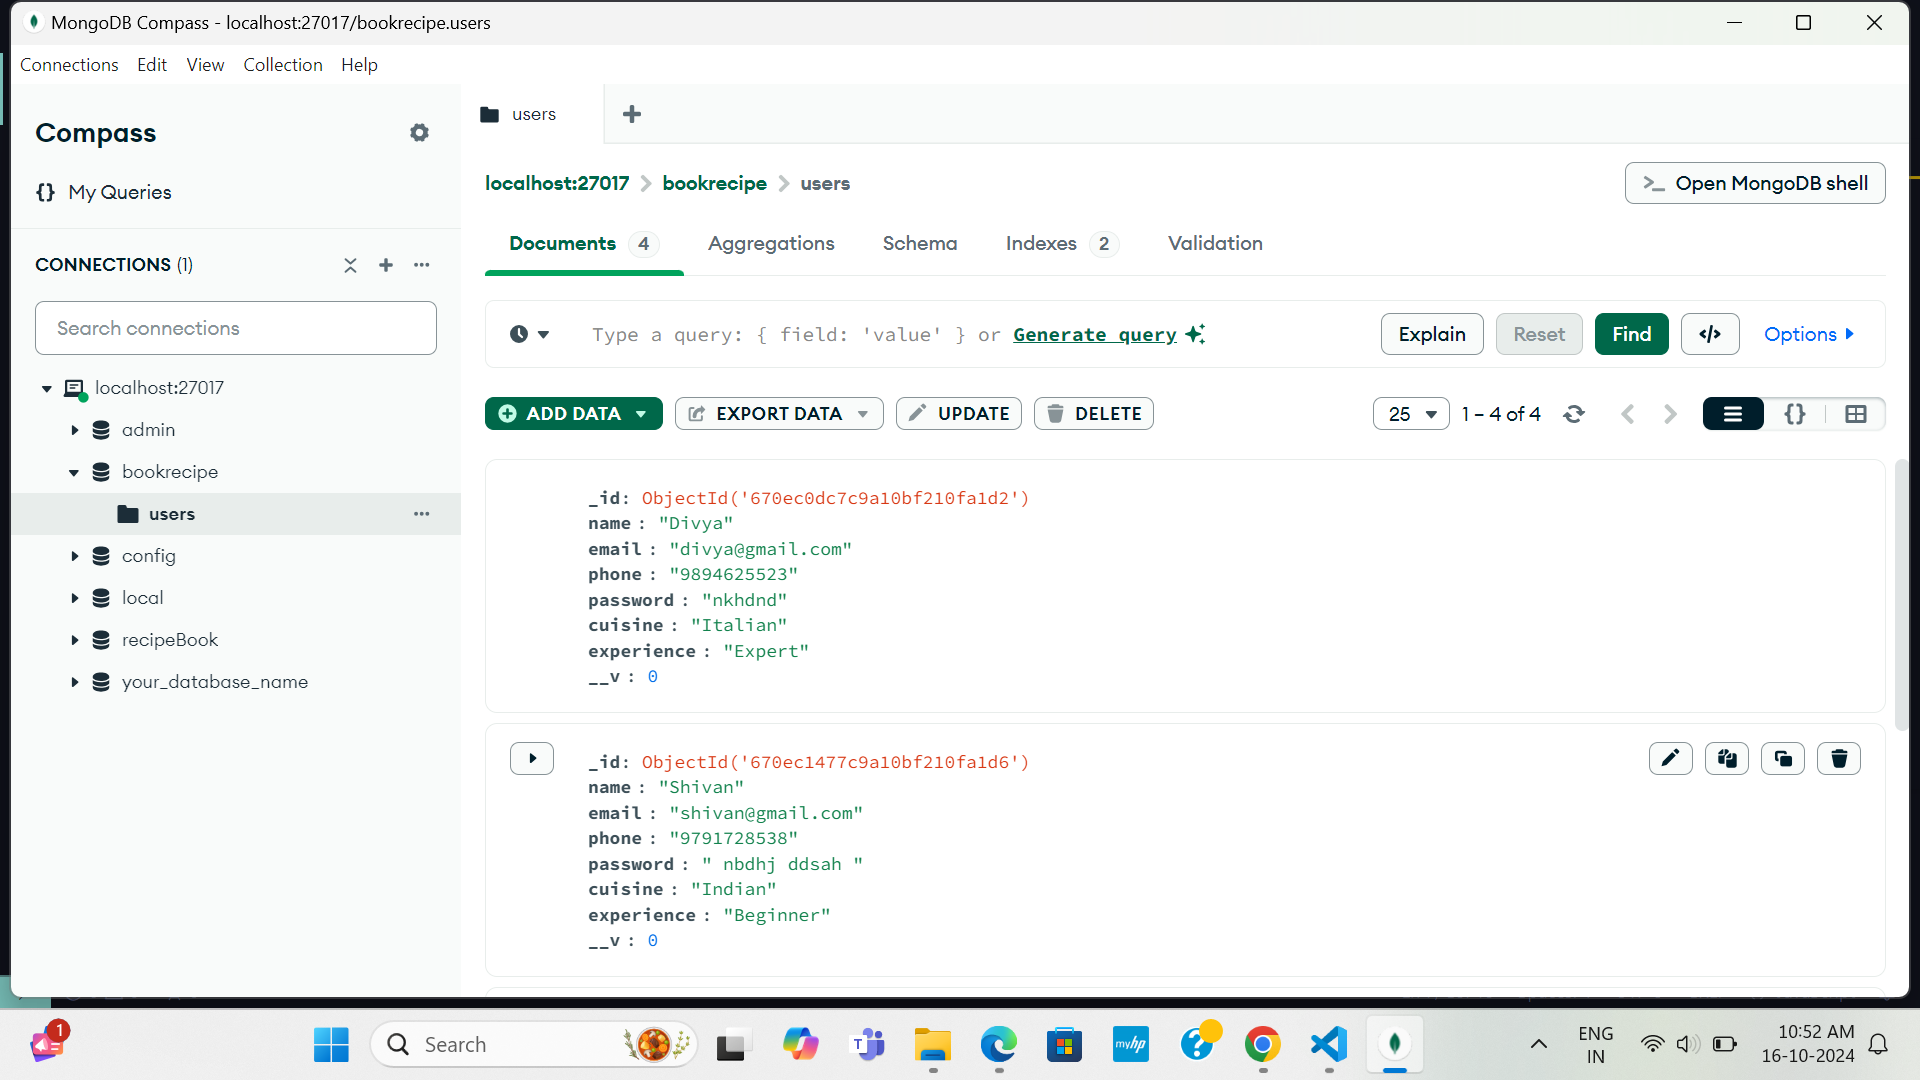 MongoDB Compass - localhost:27017/bookrecipe.users
Connections Edit View Collection Help
Compass
{} My Queries
CONNECTIONS (1)
Search connections
localhost:27017
admin
bookrecipe
users
config
local
recipeBook
your_database_name
users
localhost:27017 > bookrecipe > users
>_ Open MongoDB shell
Documents 4 Aggregations Schema Indexes 2 Validation
Type a query: { field: 'value' } or Generate query
Explain Reset Find </> Options
ADD DATA EXPORT DATA UPDATE DELETE
25 1 – 4 of 4 {}
_id: ObjectId('670ec0dc7c9a10bf210fa1d2')
name : "Divya"
email : "divya@gmail.com"
phone : "9894625523"
password : "nkhdnd"
cuisine : "Italian"
experience : "Expert"
__v : 0
_id: ObjectId('670ec1477c9a10bf210fa1d6')
name : "Shivan"
email : "shivan@gmail.com"
phone : "9791728538"
password : " nbdhj ddsah "
cuisine : "Indian"
experience : "Beginner"
__v : 0
1
Search
T
myhp
?
ENG
IN
10:52 AM
16-10-2024